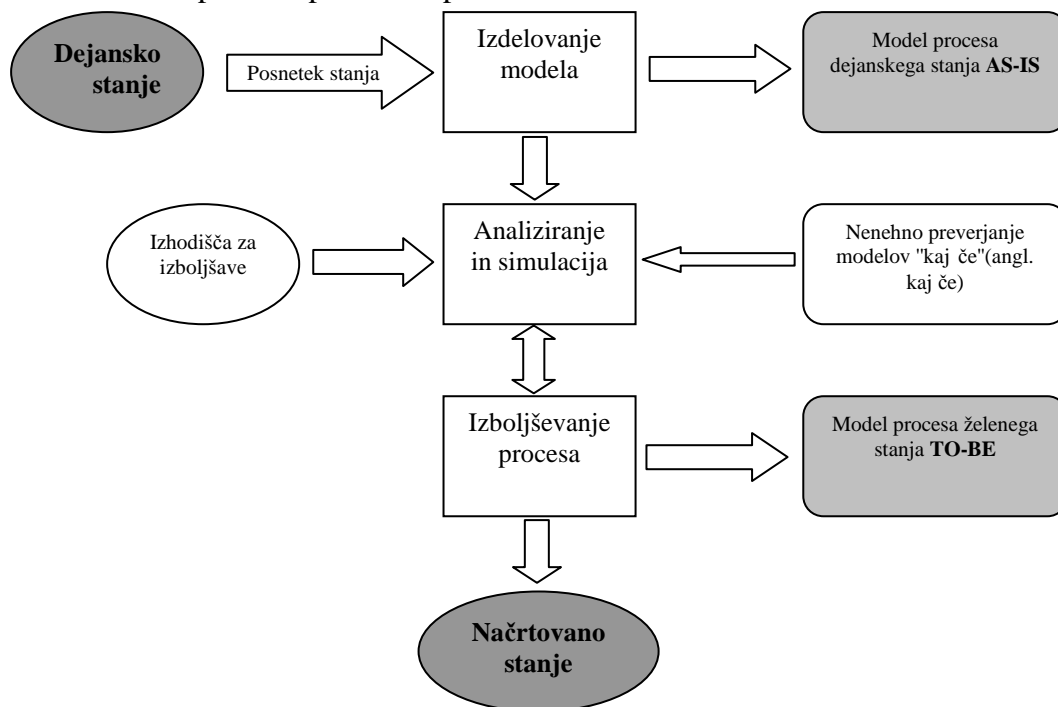 Dejansko
stanje
Posnetek stanja
Izdelovanje
modela
Model procesa
dejanskega stanja AS-IS
Izhodišča za
izboljšave
Analiziranje
in simulacija
Nenehno preverjanje
modelov "kaj če"(angl.
kaj če)
Izboljševanje
procesa
Model procesa želenega
stanja TO-BE
Načrtovano
stanje